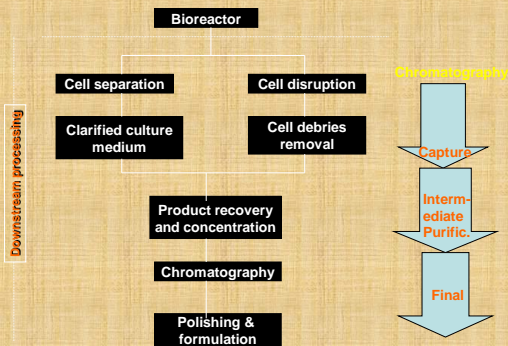 Bioreactor
Cell separation
Cell disruption
Clarified culture
medium
Cell debries
removal
Product recovery
and concentration
Chromatography
Polishing &
formulation
Downstream processing
Chromatography
Capture
Interm-
ediate
Purific.
Final